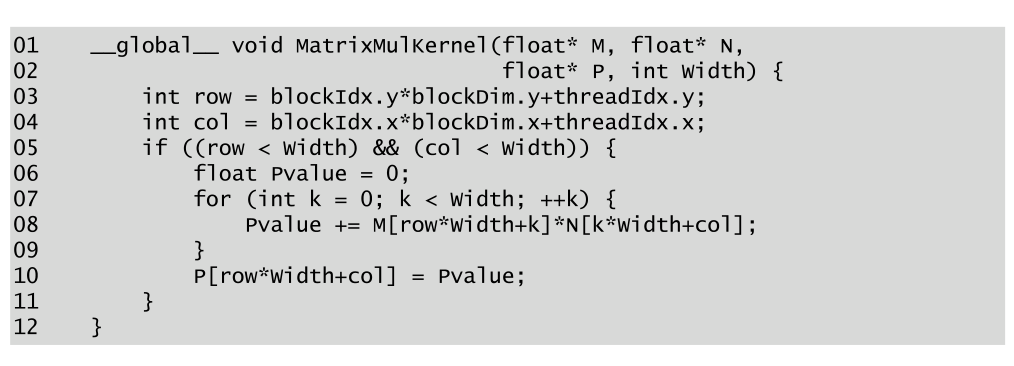 01 __global__ void MatrixMulKernel(float* M, float* N,
02 float* P, int Width) {
03 int row = blockIdx.y*blockDim.y+threadIdx.y;
04 int col = blockIdx.x*blockDim.x+threadIdx.x;
05 if ((row < Width) && (col < Width)) {
06 float Pvalue = 0;
07 for (int k = 0; k < Width; ++k) {
08 Pvalue += M[row*Width+k]*N[k*Width+col];
09 }
10 P[row*Width+col] = Pvalue;
11 }
12 }